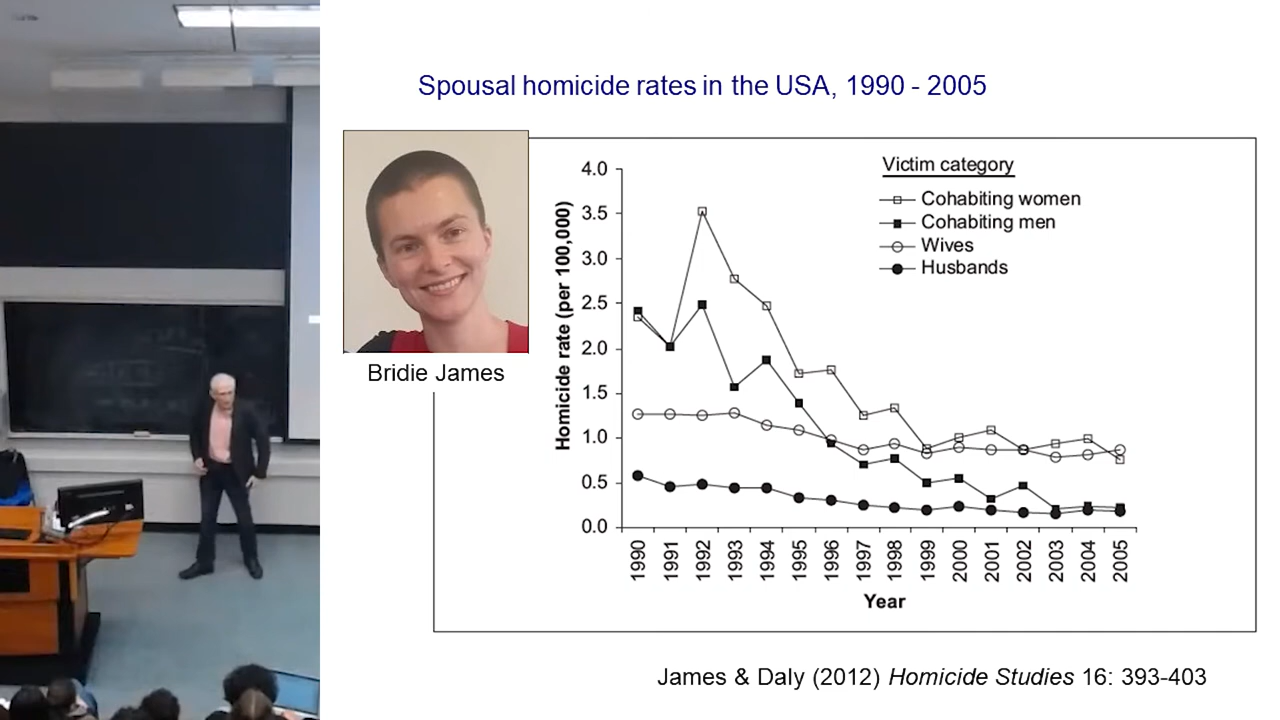 Spousal homicide rates in the USA, 1990 - 2005
Bridie James
Victim category
Cohabiting women
Cohabiting men
Wives
Husbands
Homicide rate (per 100,000)
4.0
3.5
3.0
2.5
2.0
1.5
1.0
0.5
0.0
1990
1991
1992
1993
1994
1995
1996
1997
1998
1999
2000
2001
2002
2003
2004
2005
Year
James & Daly (2012) Homicide Studies 16: 393-403